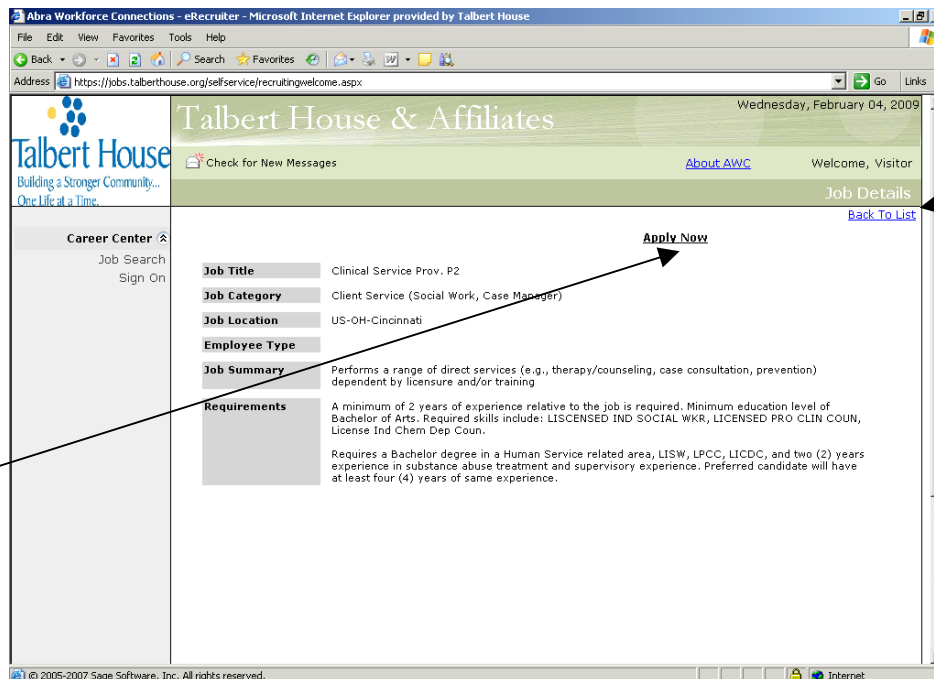 Abra Workforce Connections - eRecruiter - Microsoft Internet Explorer provided by Talbert House
File Edit View Favorites Tools Help
Back Search Favorites
Address https://jobs.talberthouse.org/selfservice/recruitingwelcome.aspx Go Links
Talbert House
Building a Stronger Community...
One Life at a Time.
Talbert House & Affiliates
Wednesday, February 04, 2009
Check for New Messages
About AWC
Welcome, Visitor
Job Details
Back To List
Career Center
Job Search
Sign On
Apply Now
Job Title Clinical Service Prov. P2
Job Category Client Service (Social Work, Case Manager)
Job Location US-OH-Cincinnati
Employee Type
Job Summary Performs a range of direct services (e.g., therapy/counseling, case consultation, prevention)
dependent by licensure and/or training
Requirements A minimum of 2 years of experience relative to the job is required. Minimum education level of
Bachelor of Arts. Required skills include: LISCENSED IND SOCIAL WKR, LICENSED PRO CLIN COUN,
License Ind Chem Dep Coun.
Requires a Bachelor degree in a Human Service related area, LISW, LPCC, LICDC, and two (2) years
experience in substance abuse treatment and supervisory experience. Preferred candidate will have
at least four (4) years of same experience.
© 2005-2007 Sage Software, Inc. All rights reserved. Internet